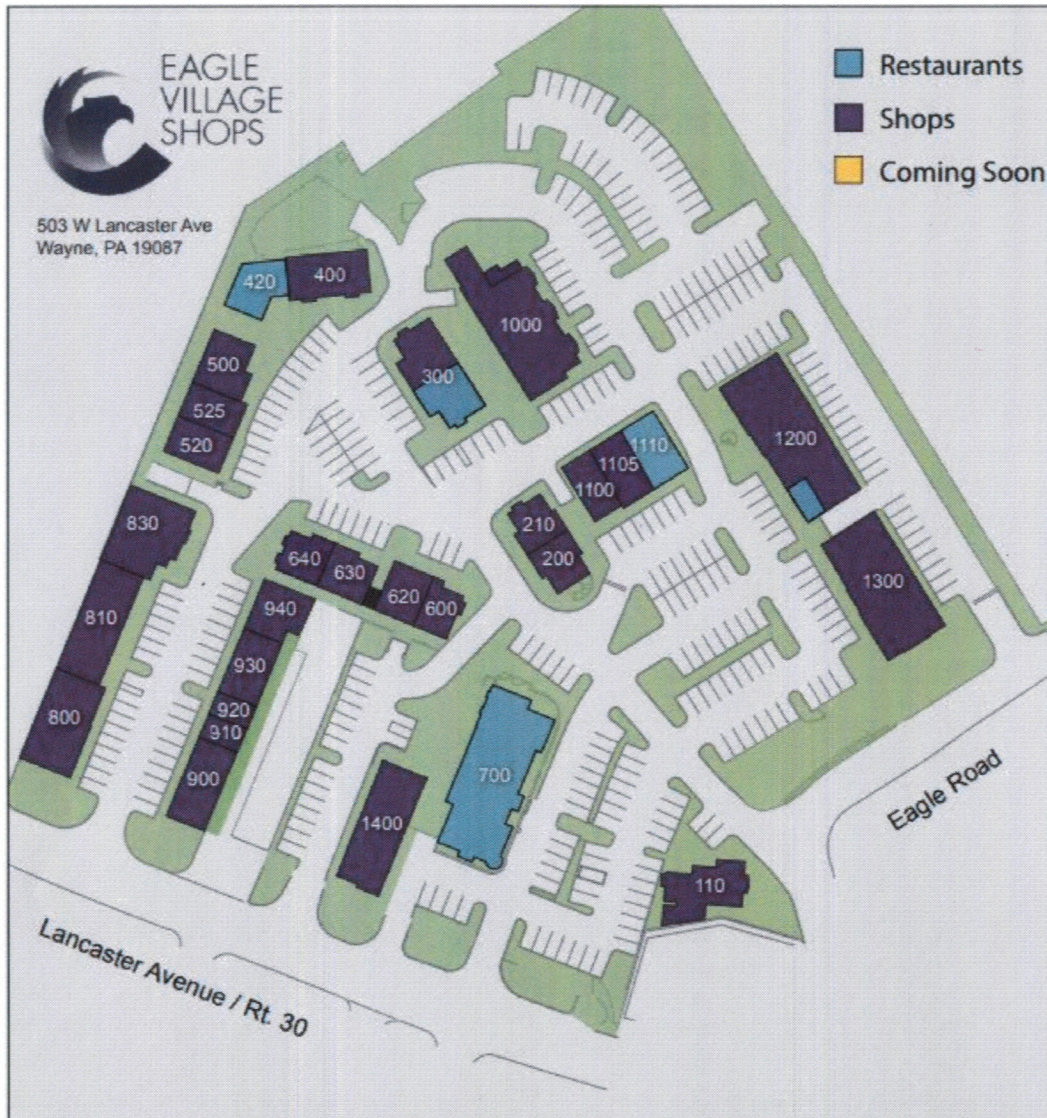 EAGLE
VILLAGE
SHOPS
503 W Lancaster Ave
Wayne, PA 19087
Restaurants
Shops
Coming Soon
420
400
500
525
520
300
1000
1200
1110
1105
1100
210
200
1300
830
810
800
640
630
620
600
940
930
920
910
900
700
1400
110
Eagle Road
Lancaster Avenue / Rt. 30